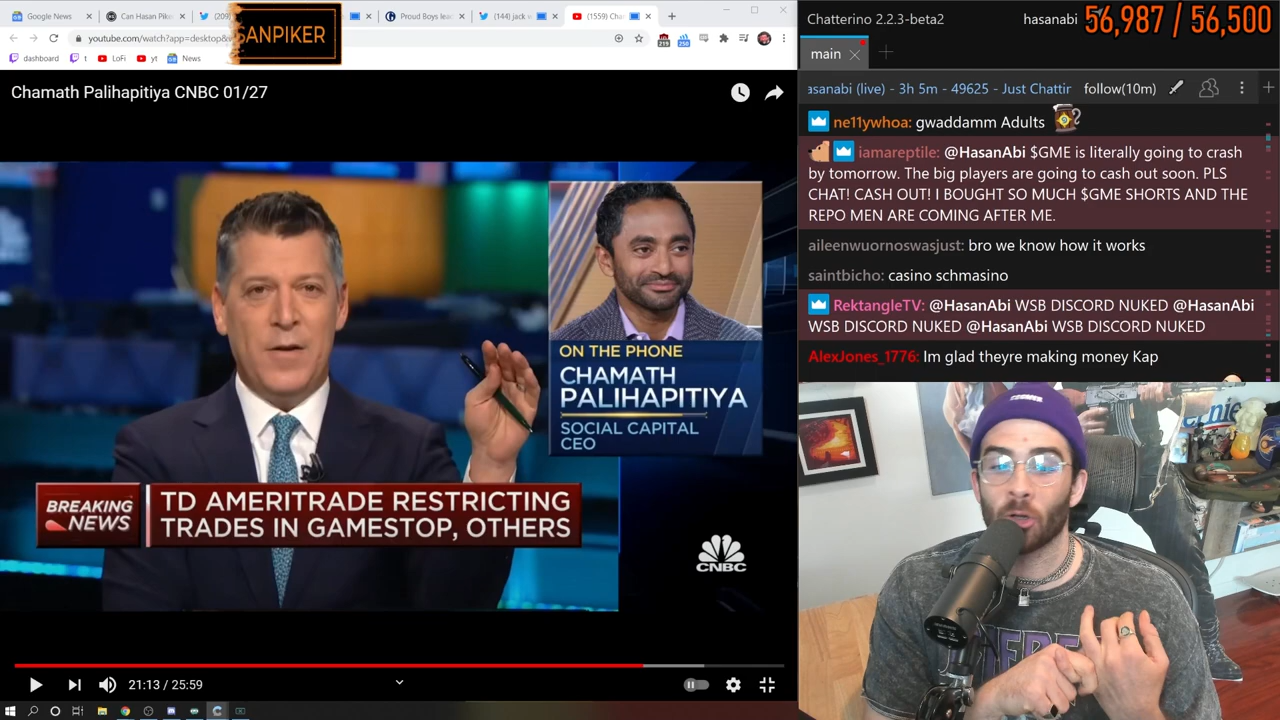 Google News
Can Hasan Pike
(209)
Proud Boys lea
(144) jack v
(1559) Cha
youtube.com/watch?app=desktop&
SANPIKER
219
250
dashboard
t
LoFi
yt
News
Chamath Palihapitiya CNBC 01/27
ON THE PHONE
CHAMATH
PALIHAPITIYA
SOCIAL CAPITAL
CEO
BREAKING
NEWS
TD AMERITRADE RESTRICTING
TRADES IN GAMESTOP, OTHERS
CNBC
21:13 / 25:59
Chatterino 2.2.3-beta2
hasanabi
56,987 / 56,500
main
asanabi (live) - 3h 5m - 49625 - Just Chattir
follow(10m)
ne11ywhoa: gwaddamm Adults
iamareptile: @HasanAbi $GME is literally going to crash
by tomorrow. The big players are going to cash out soon. PLS
CHAT! CASH OUT! I BOUGHT SO MUCH $GME SHORTS AND THE
REPO MEN ARE COMING AFTER ME.
aileenwuornoswasjust: bro we know how it works
saintbicho: casino schmasino
RektangleTV: @HasanAbi WSB DISCORD NUKED @HasanAbi
WSB DISCORD NUKED @HasanAbi WSB DISCORD NUKED
AlexJones_1776: Im glad theyre making money Kap